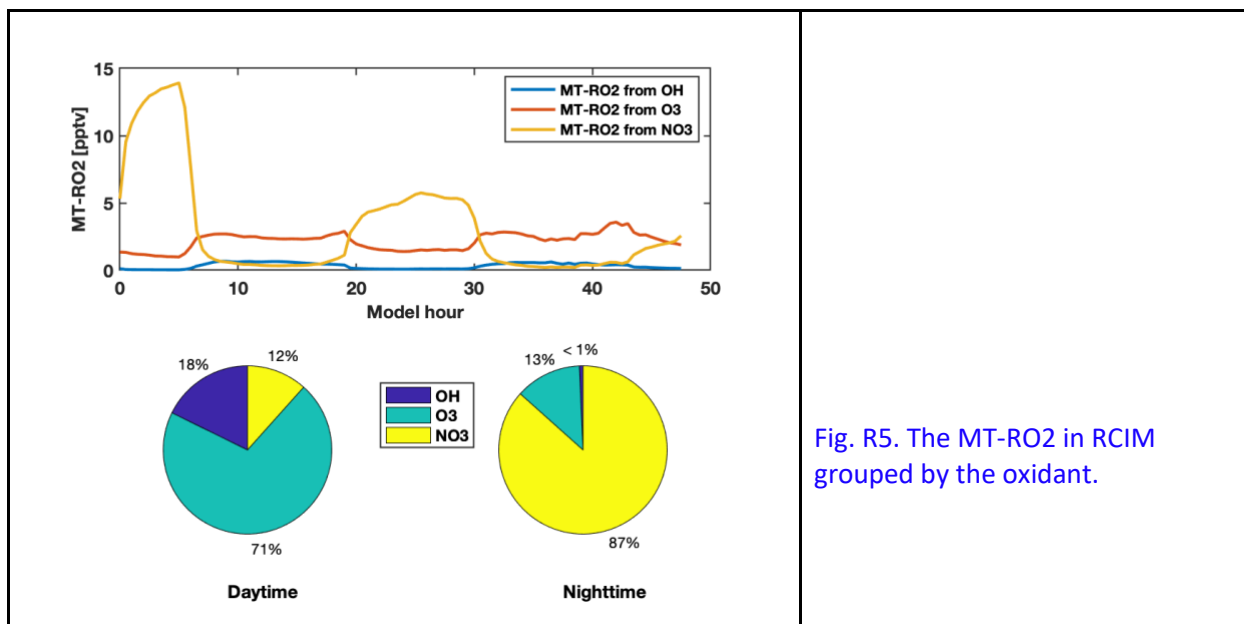 15
10
5
0
MT-RO2 [pptv]
MT-RO2 from OH
MT-RO2 from O3
MT-RO2 from NO3
0 10 20 30 40 50
Model hour
18% 12%
71%
Daytime
OH
O3
NO3
13% < 1%
87%
Nighttime
Fig. R5. The MT-RO2 in RCIM
grouped by the oxidant.